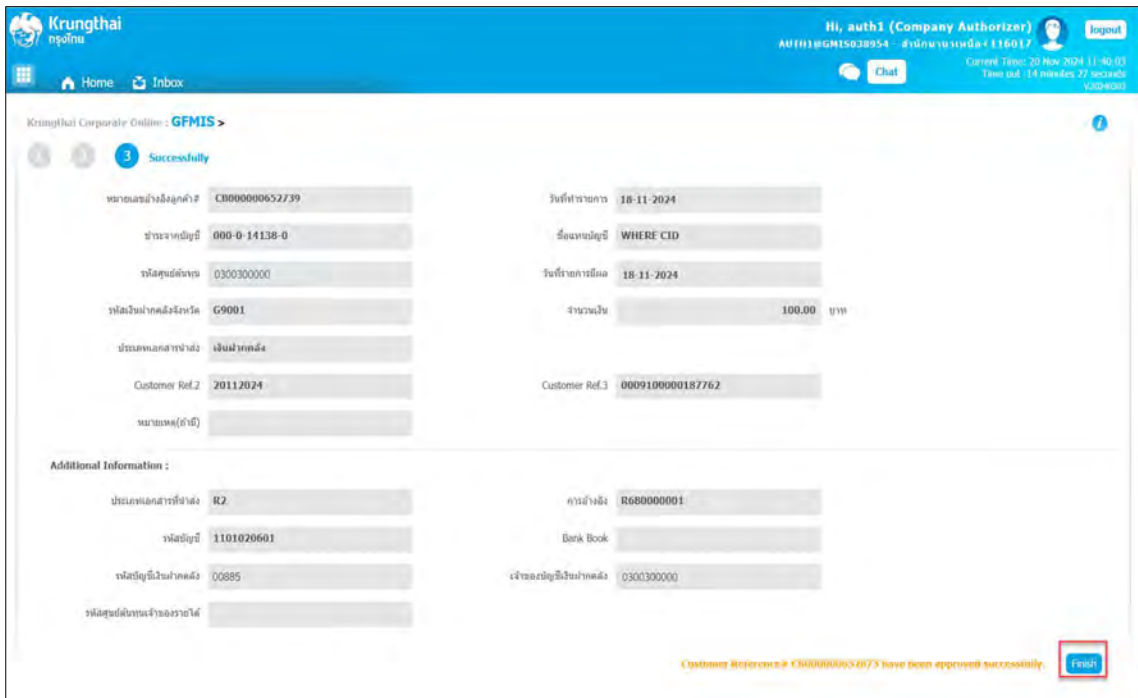 Krungthai
กรุงไทย
Hi, auth1 (Company Authorizer)
logout
Chat
Current Time: 20 Nov 2024 11:40:03
Time out :14 minutes 27 seconds
Home Inbox
Krungthai Corporate Online : GFMIS >
3 Successfully
หมายเลขอ้างอิงลูกค้า# CB000000652739 วันที่ทำรายการ 18-11-2024
ชำระจากบัญชี 000-0-14138-0 ชื่อแทนบัญชี WHERE CID
รหัสศูนย์ต้นทุน 0300300000 วันที่รายการมีผล 18-11-2024
รหัสเงินฝากคลังจังหวัด G9001 จำนวนเงิน 100.00 บาท
ประเภทเอกสารนำส่ง เงินฝากคลัง
Customer Ref.2 20112024 Customer Ref.3 0009100000187762
หมายเหตุ(ถ้ามี)
Additional Information :
ประเภทเอกสารที่นำส่ง R2 การอ้างอิง R680000001
รหัสบัญชี 1101020601 Bank Book
รหัสบัญชีเงินฝากคลัง 00885 เจ้าของบัญชีเงินฝากคลัง 0300300000
รหัสศูนย์ต้นทุนเจ้าของรายได้
Customer Reference# CB000000652873 have been approved successfully. Finish